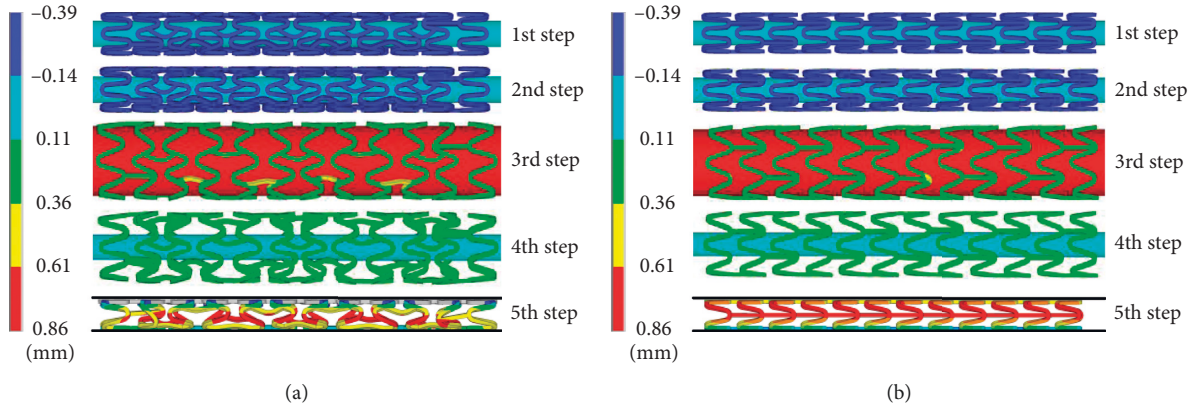 −0.39
−0.14
0.11
0.36
0.61
0.86
(mm)
1st step
2nd step
3rd step
4th step
5th step
(a)
−0.39
−0.14
0.11
0.36
0.61
0.86
(mm)
1st step
2nd step
3rd step
4th step
5th step
(b)